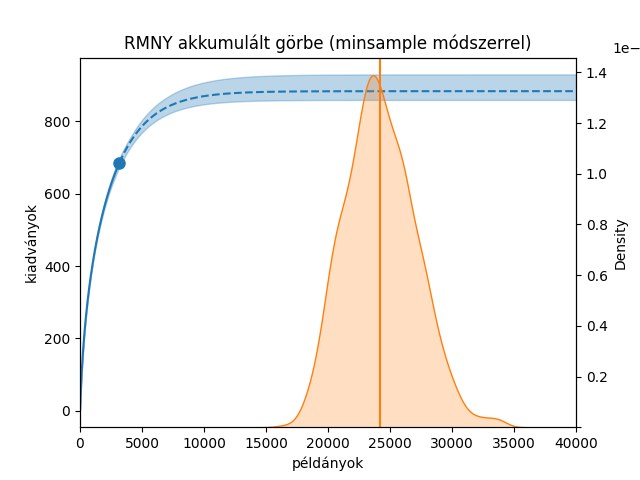 RMNY akkumulált görbe (minsample módszerrel)
1e−
800
600
400
200
0
kiadványok
1.4
1.2
1.0
0.8
0.6
0.4
0.2
Density
0 5000 10000 15000 20000 25000 30000 35000 40000
példányok